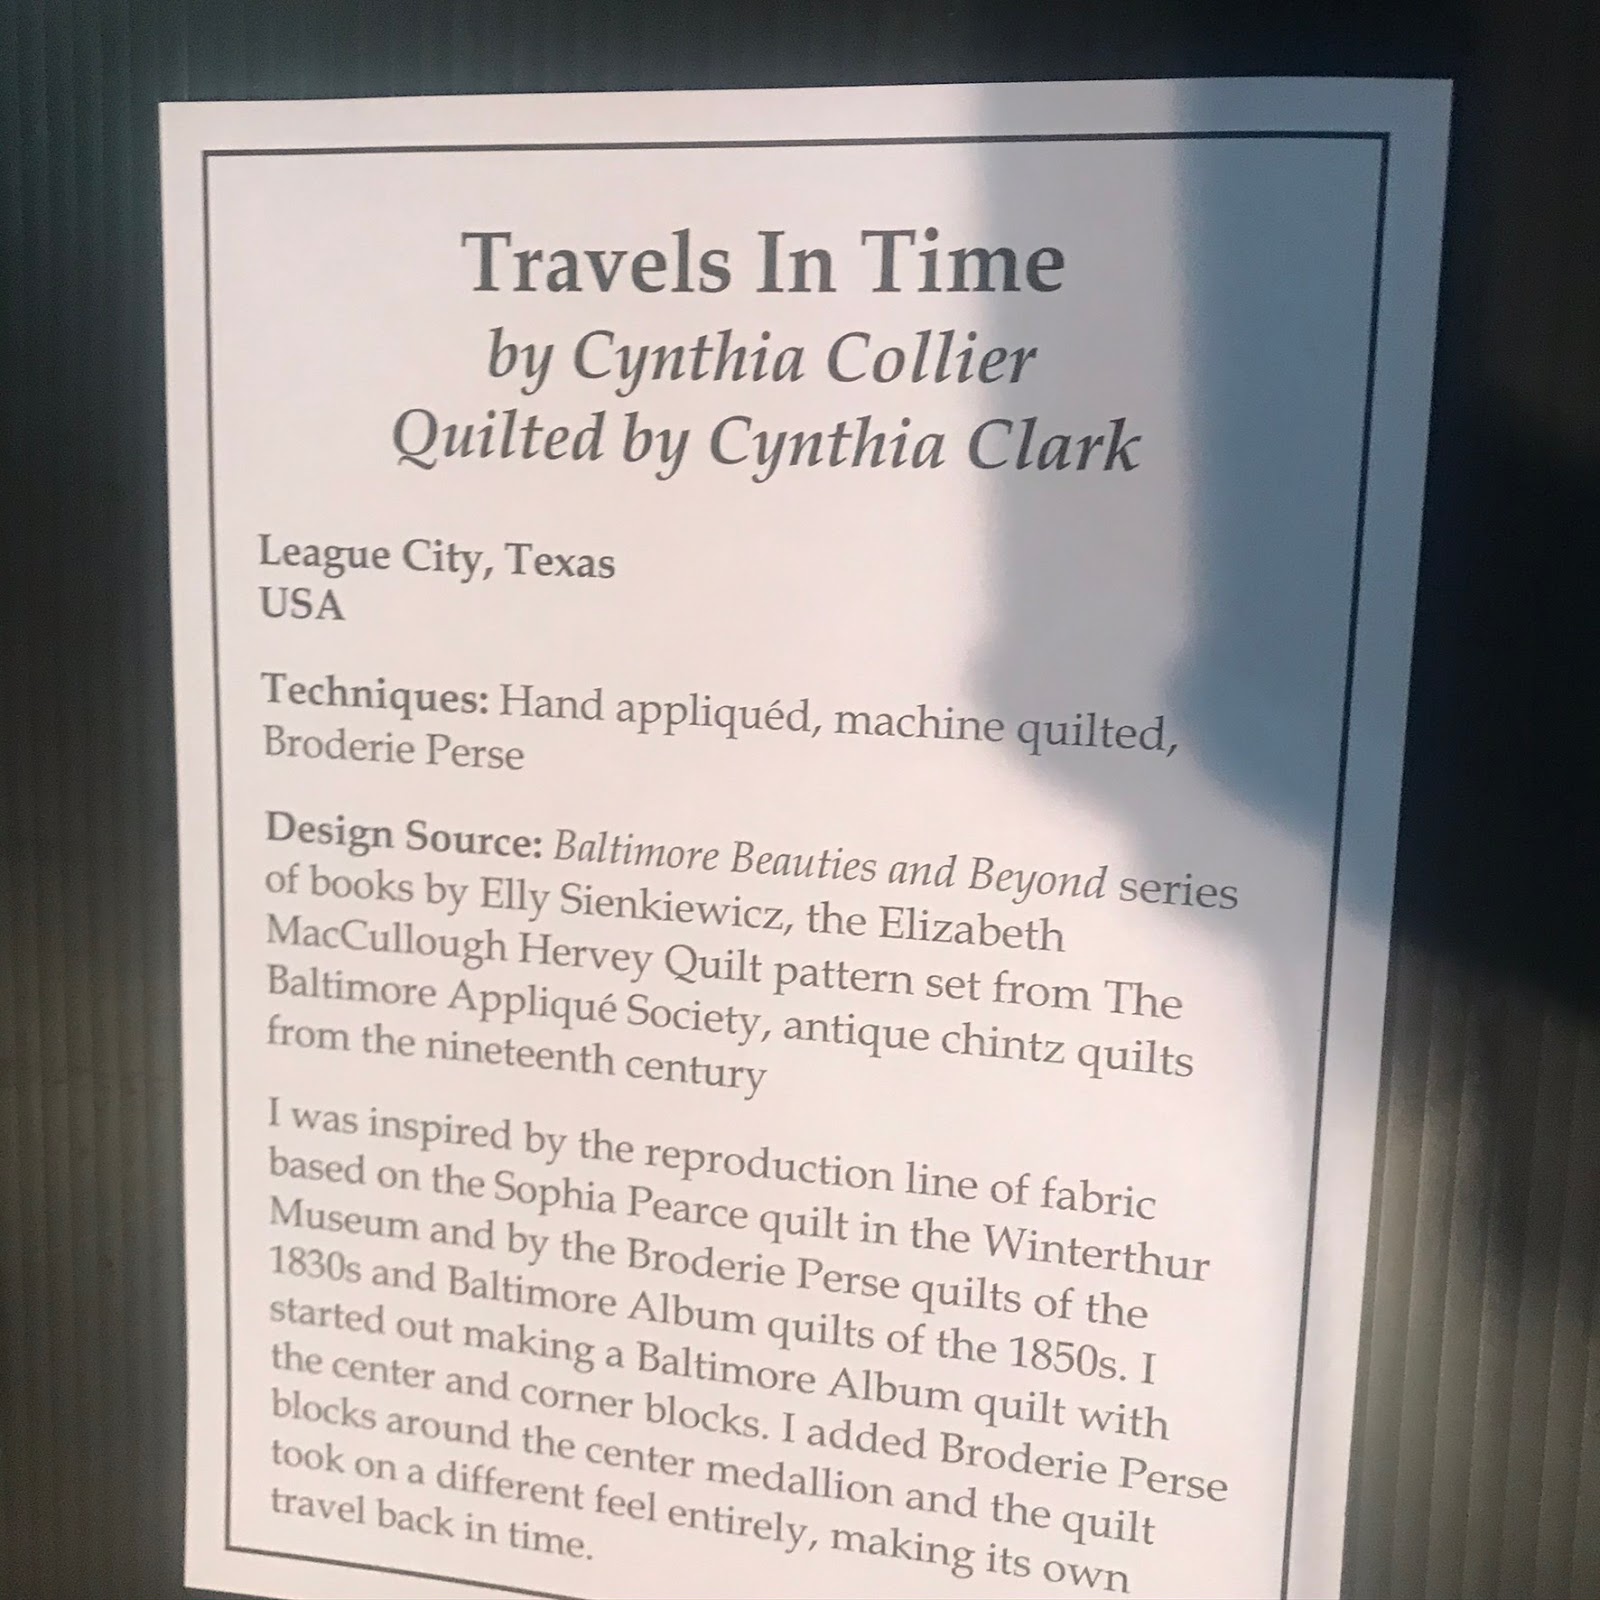 Travels In Time
by Cynthia Collier
Quilted by Cynthia Clark
League City, Texas
USA
Techniques: Hand appliquéd, machine quilted,
Broderie Perse
Design Source: Baltimore Beauties and Beyond series
of books by Elly Sienkiewicz, the Elizabeth
MacCullough Hervey Quilt pattern set from The
Baltimore Appliqué Society, antique chintz quilts
from the nineteenth century
I was inspired by the reproduction line of fabric
based on the Sophia Pearce quilt in the Winterthur
Museum and by the Broderie Perse quilts of the
1830s and Baltimore Album quilts of the 1850s. I
started out making a Baltimore Album quilt with
the center and corner blocks. I added Broderie Perse
blocks around the center medallion and the quilt
took on a different feel entirely, making its own
travel back in time.